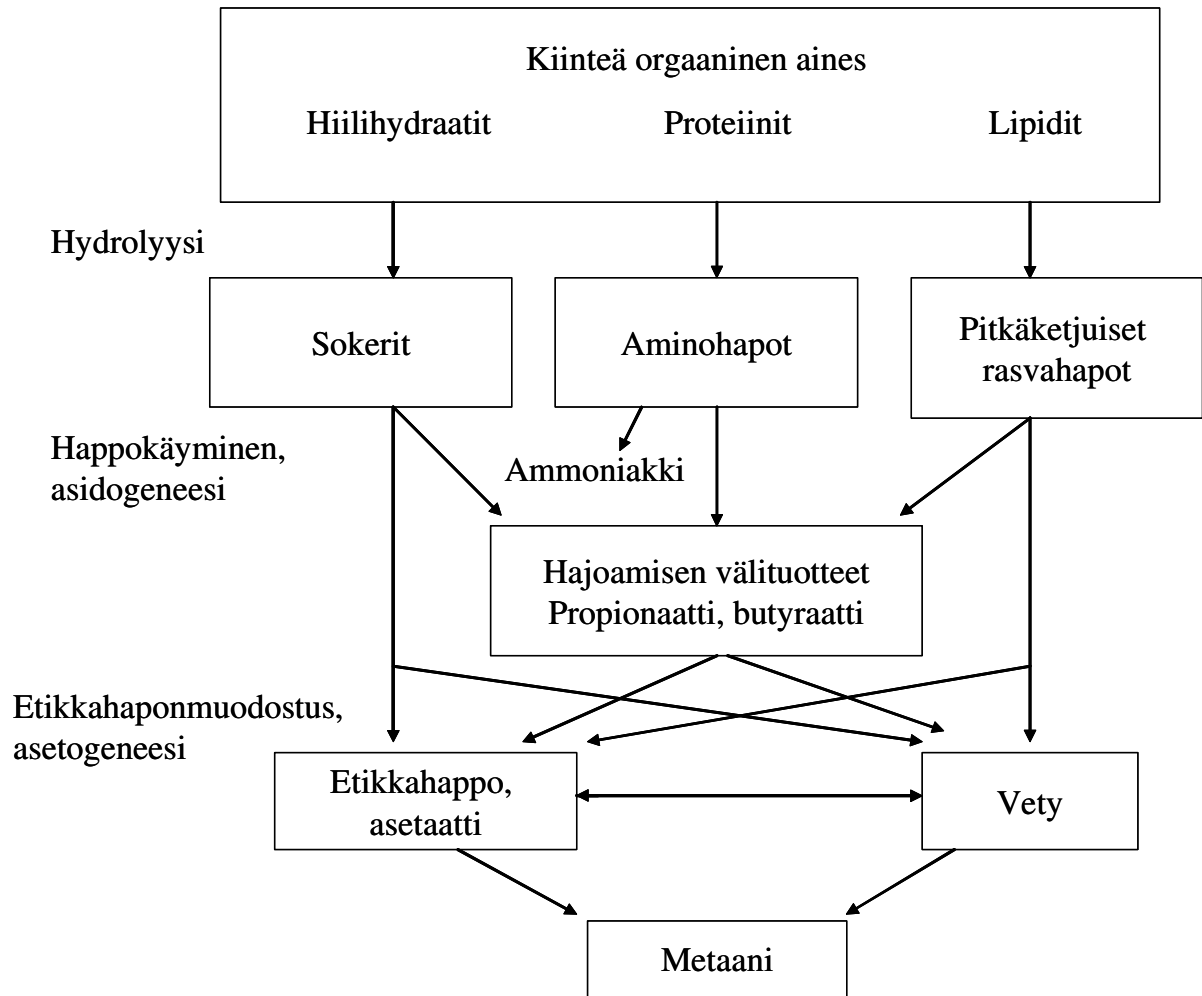 Kiinteä orgaaninen aines
Hiilihydraatit
Proteiinit
Lipidit
Hydrolyysi
Sokerit
Aminohapot
Pitkäketjuiset
rasvahapot
Happokäyminen,
asidogeneesi
Ammoniakki
Hajoamisen välituotteet
Propionaatti, butyraatti
Etikkahaponmuodostus,
asetogeneesi
Etikkahappo,
asetaatti
Vety
Metaani